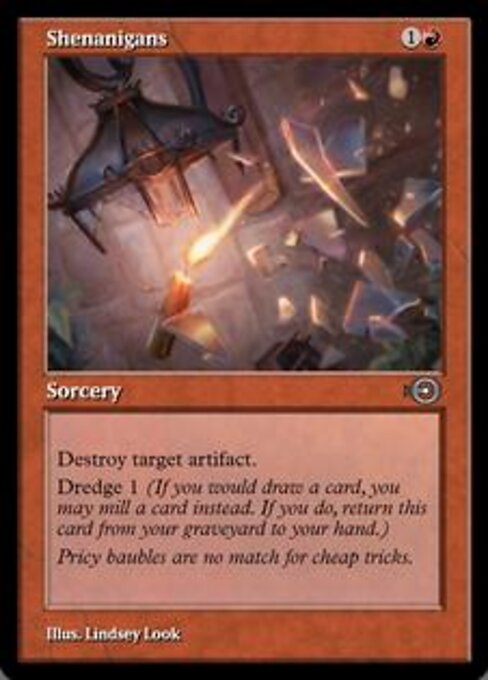 Shenanigans 1
Sorcery
Destroy target artifact.
Dredge 1 (If you would draw a card, you
may mill a card instead. If you do, return this
card from your graveyard to your hand.)
Pricy baubles are no match for cheap tricks.
Illus. Lindsey Look